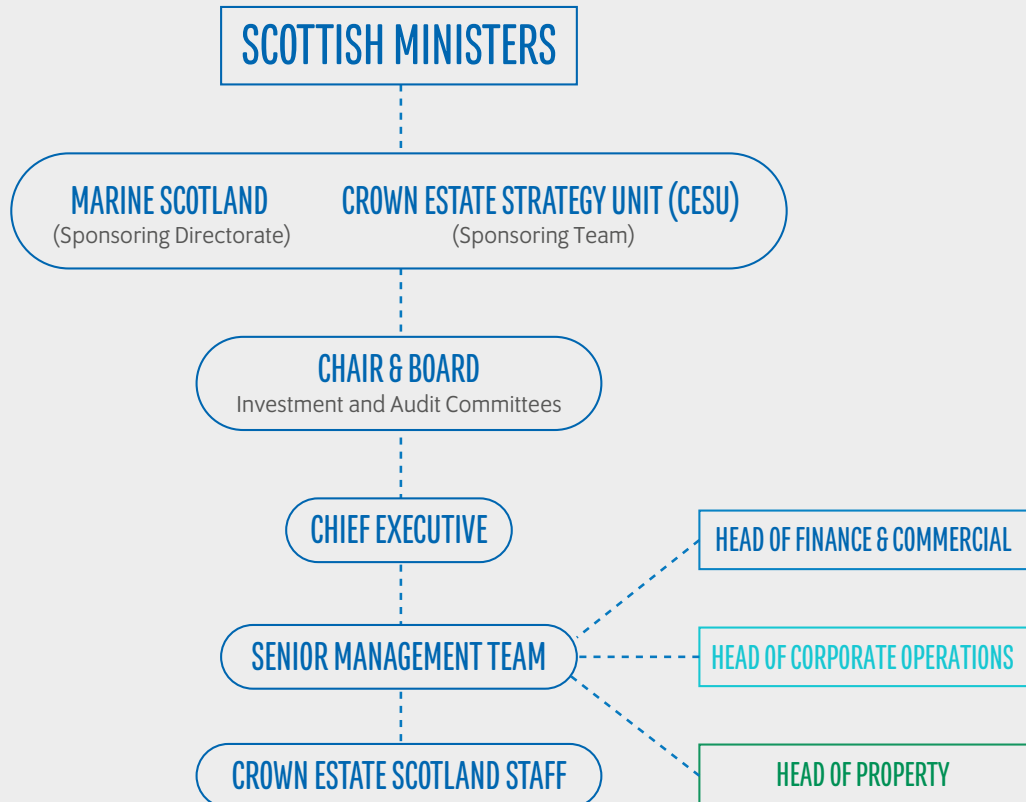 SCOTTISH MINISTERS
MARINE SCOTLAND
(Sponsoring Directorate)
CROWN ESTATE STRATEGY UNIT (CESU)
(Sponsoring Team)
CHAIR & BOARD
Investment and Audit Committees
CHIEF EXECUTIVE
HEAD OF FINANCE & COMMERCIAL
SENIOR MANAGEMENT TEAM
HEAD OF CORPORATE OPERATIONS
CROWN ESTATE SCOTLAND STAFF
HEAD OF PROPERTY